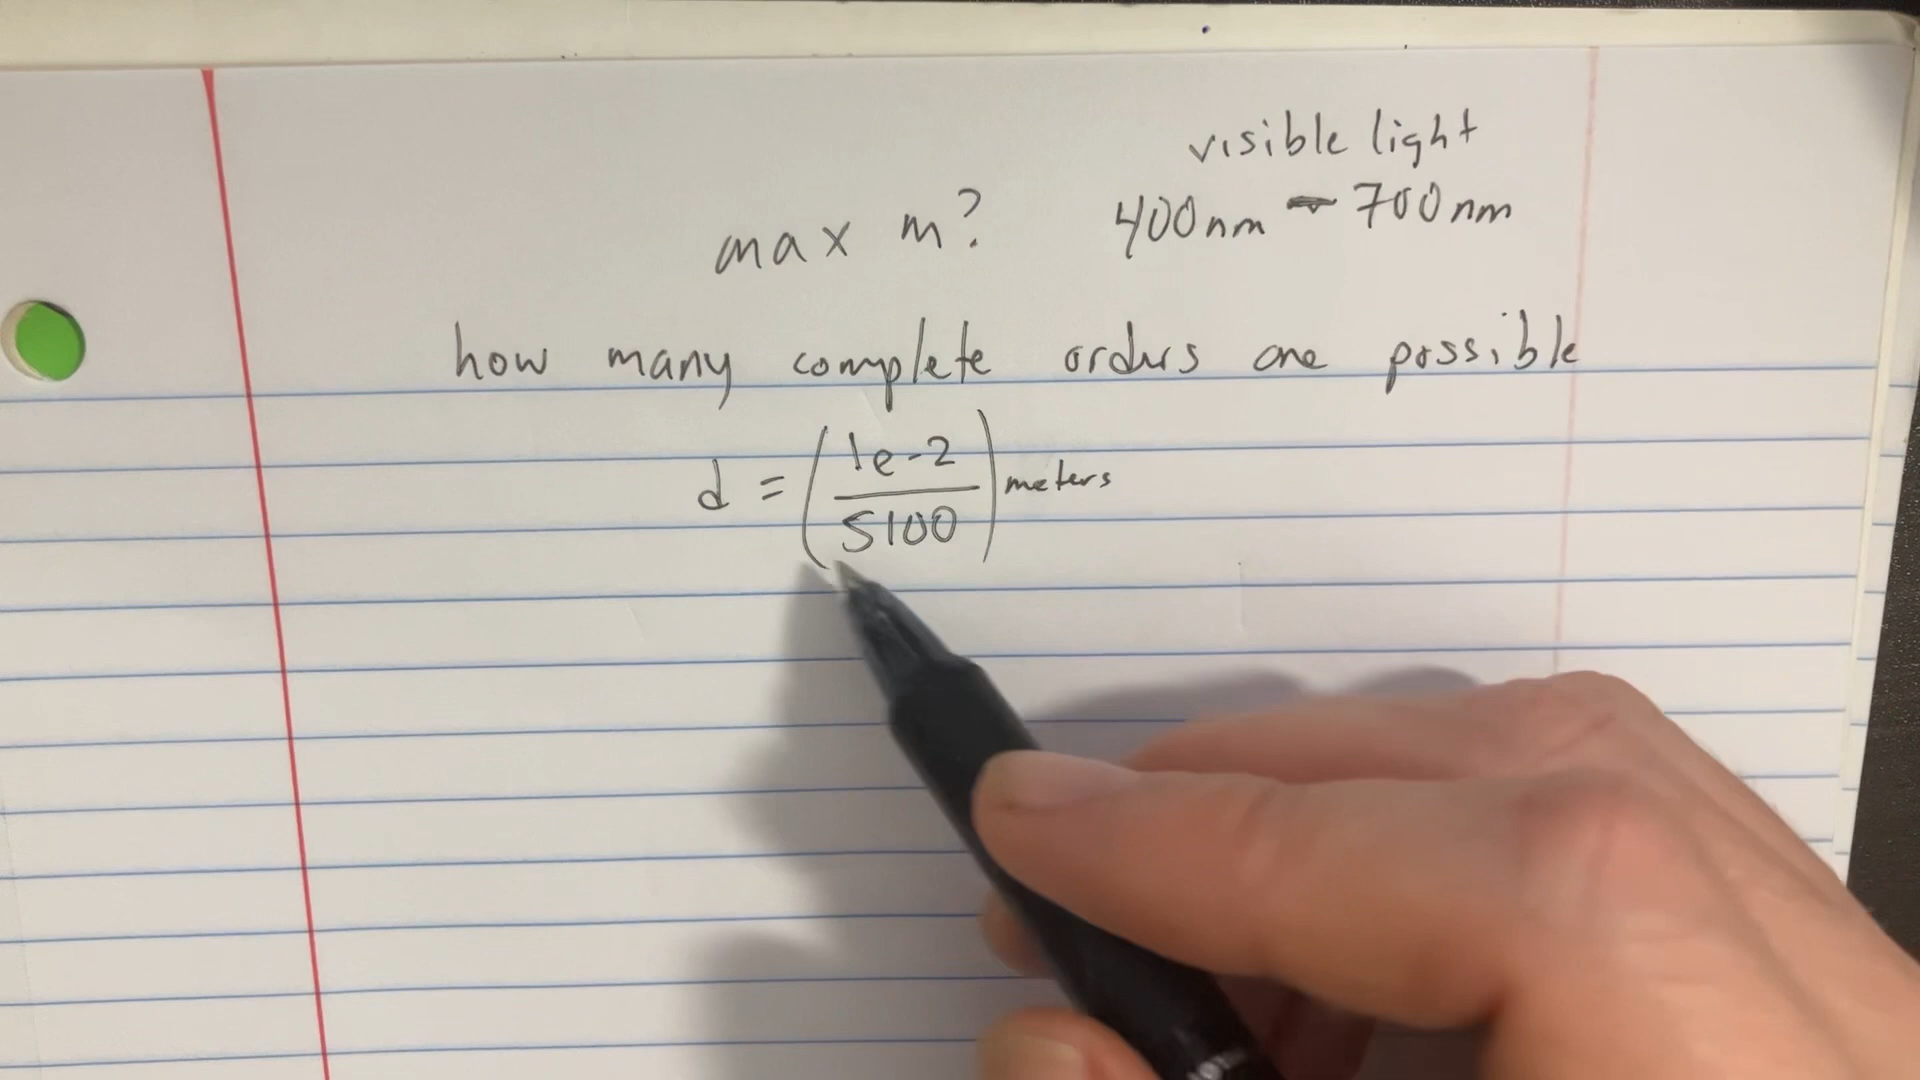 visible light
max m? 400nm - 700nm
how many complete orders are possible
d = (1e-2 / 5100) meters